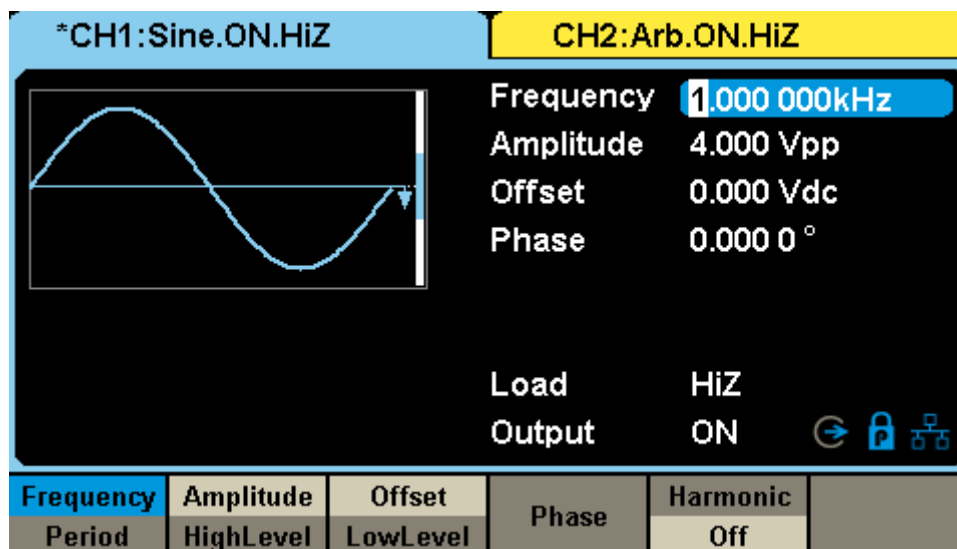 *CH1:Sine.ON.HiZ CH2:Arb.ON.HiZ
Frequency 1.000 000kHz
Amplitude 4.000 Vpp
Offset 0.000 Vdc
Phase 0.000 0 °
Load HiZ
Output ON
Frequency Amplitude Offset Phase Harmonic
Period HighLevel LowLevel Off